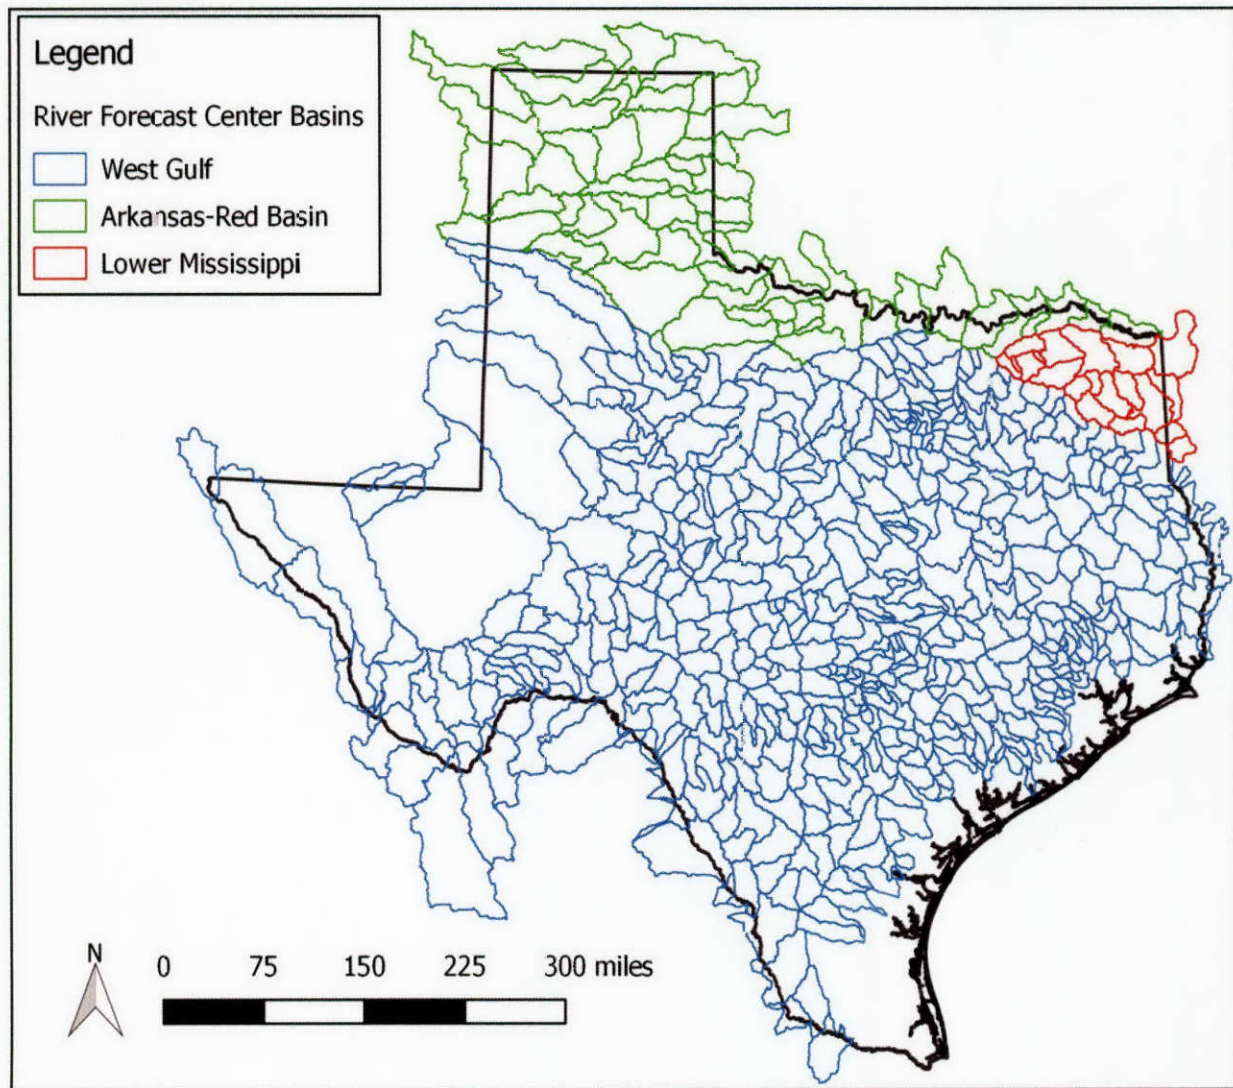 Legend
River Forecast Center Basins
West Gulf
Arkansas-Red Basin
Lower Mississippi
N
0 75 150 225 300 miles